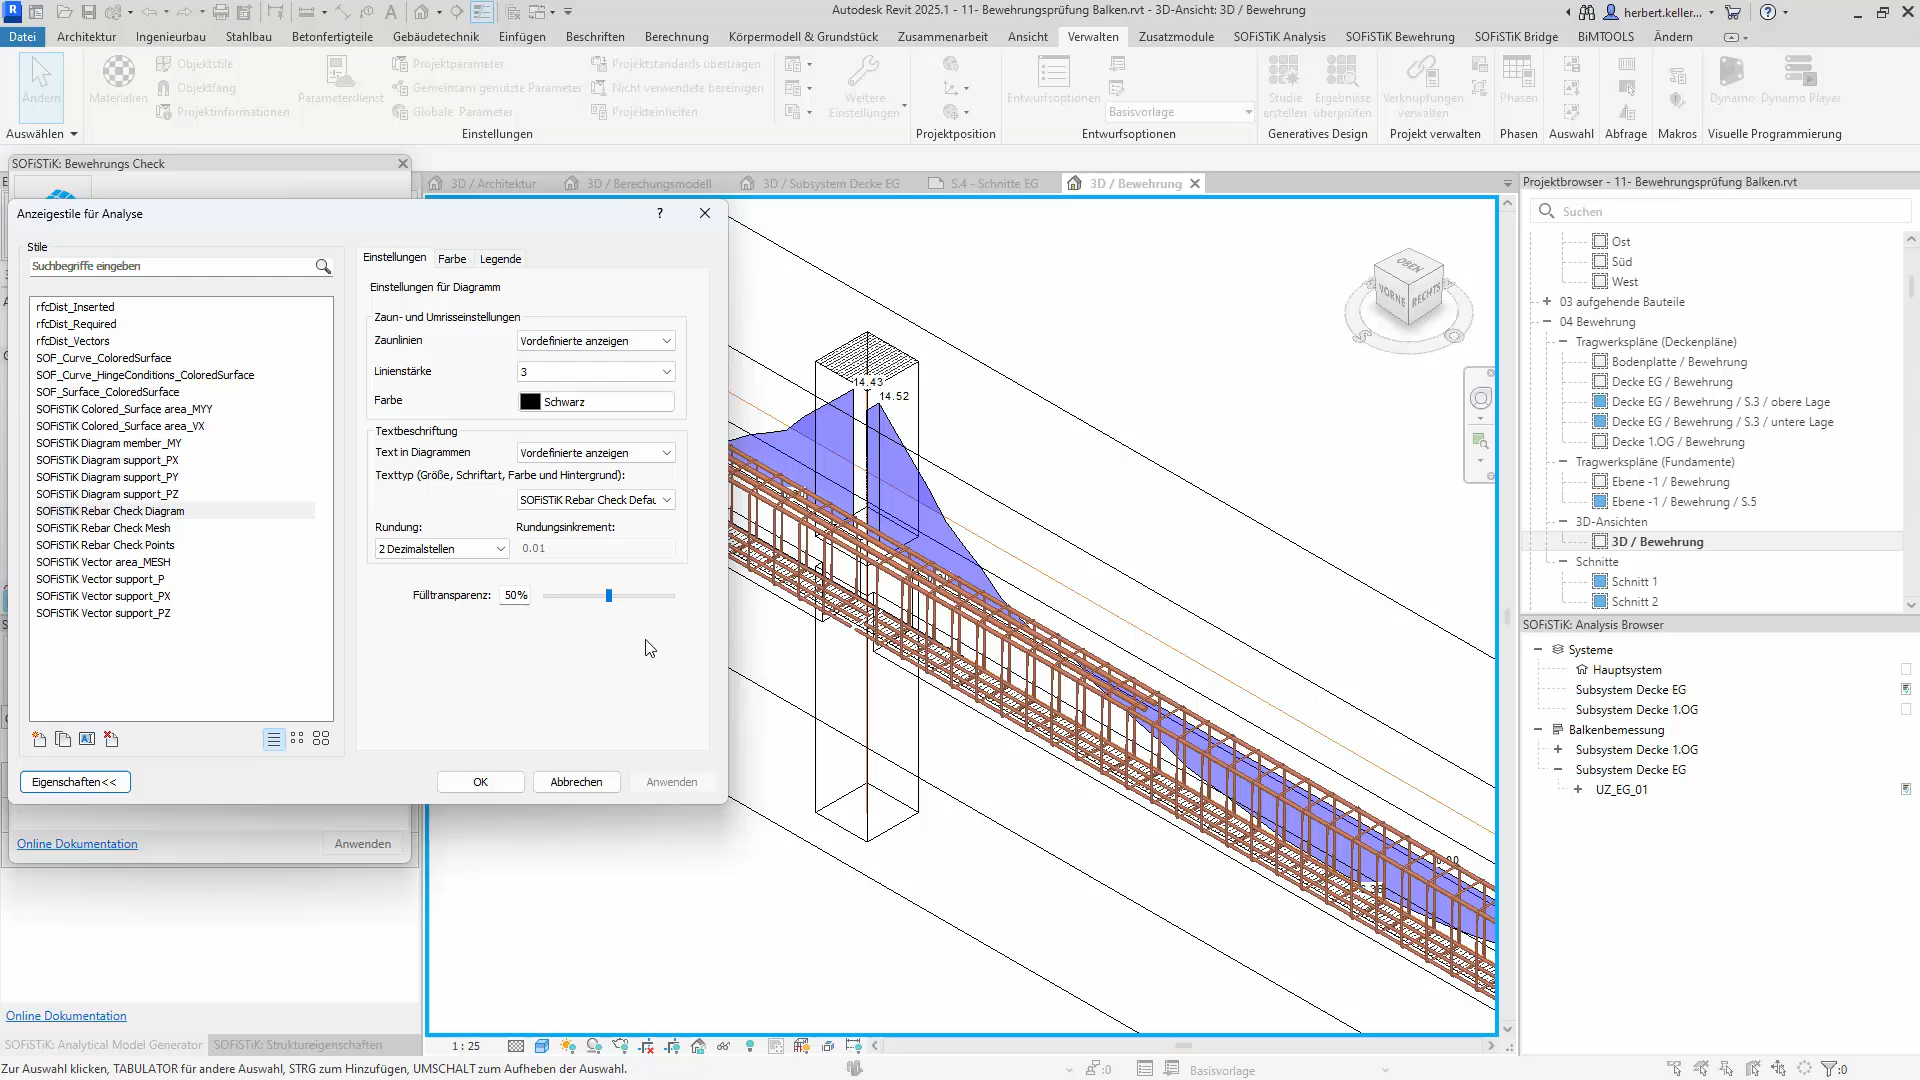 Autodesk Revit 2025.1 - 11- Bewehrungsprüfung Balken.rvt - 3D-Ansicht: 3D / Bewehrung
herbert.keller...
Datei
Architektur
Ingenieurbau
Stahlbau
Betonfertigteile
Gebäudetechnik
Einfügen
Beschriften
Berechnung
Körpermodell & Grundstück
Zusammenarbeit
Ansicht
Verwalten
Zusatzmodule
SOFiSTiK Analysis
SOFiSTiK Bewehrung
SOFiSTiK Bridge
BiMTOOLS
Ändern
Ändern
Materialien
Objektstile
Objektfang
Projektinformationen
Parameterdienst
Projektparameter
Gemeinsam genutzte Parameter
Globale Parameter
Projektstandards übertragen
Nicht verwendete bereinigen
Projekteinheiten
Weitere
Einstellungen
Entwurfsoptionen
Basisvorlage
Studie
erstellen
Ergebnisse
überprüfen
Verknüpfungen
verwalten
Phasen
Dynamo
Dynamo Player
Auswählen
Einstellungen
Projektposition
Entwurfsoptionen
Generatives Design
Projekt verwalten
Phasen
Auswahl
Abfrage
Makros
Visuelle Programmierung
SOFiSTiK: Bewehrungs Check
3D / Architektur
3D / Berechungsmodell
3D / Subsystem Decke EG
S.4 - Schnitte EG
3D / Bewehrung
Projektbrowser - 11- Bewehrungsprüfung Balken.rvt
Anzeigestile für Analyse
Stile
Suchbegriffe eingeben
rfcDist_Inserted
rfcDist_Required
rfcDist_Vectors
SOF_Curve_ColoredSurface
SOF_Curve_HingeConditions_ColoredSurface
SOF_Surface_ColoredSurface
SOFiSTiK Colored_Surface area_MYY
SOFiSTiK Colored_Surface area_VX
SOFiSTiK Diagram member_MY
SOFiSTiK Diagram support_PX
SOFiSTiK Diagram support_PY
SOFiSTiK Diagram support_PZ
SOFiSTiK Rebar Check Diagram
SOFiSTiK Rebar Check Mesh
SOFiSTiK Rebar Check Points
SOFiSTiK Vector area_MESH
SOFiSTiK Vector support_P
SOFiSTiK Vector support_PX
SOFiSTiK Vector support_PZ
Eigenschaften<<
Einstellungen
Farbe
Legende
Einstellungen für Diagramm
Zaun- und Umrisseinstellungen
Zaunlinien
Vordefinierte anzeigen
Linienstärke
3
Farbe
Schwarz
Textbeschriftung
Text in Diagrammen
Vordefinierte anzeigen
Texttyp (Größe, Schriftart, Farbe und Hintergrund):
SOFiSTiK Rebar Check Defau
Rundung:
Rundungsinkrement:
2 Dezimalstellen
0.01
Fülltransparenz:
50%
OK
Abbrechen
Anwenden
Online Dokumentation
Anwenden
Online Dokumentation
SOFiSTiK: Analytical Model Generator
SOFiSTiK: Struktureigenschaften
14.43
14.52
OBEN
VORNE
RECHTS
1 : 25
Suchen
Ost
Süd
West
03 aufgehende Bauteile
04 Bewehrung
Tragwerkspläne (Deckenpläne)
Bodenplatte / Bewehrung
Decke EG / Bewehrung
Decke EG / Bewehrung / S.3 / obere Lage
Decke EG / Bewehrung / S.3 / untere Lage
Decke 1.OG / Bewehrung
Tragwerkspläne (Fundamente)
Ebene -1 / Bewehrung
Ebene -1 / Bewehrung / S.5
3D-Ansichten
3D / Bewehrung
Schnitte
Schnitt 1
Schnitt 2
SOFiSTiK: Analysis Browser
Systeme
Hauptsystem
Subsystem Decke EG
Subsystem Decke 1.OG
Balkenbemessung
Subsystem Decke 1.OG
Subsystem Decke EG
UZ_EG_01
Zur Auswahl klicken, TABULATOR für andere Auswahl, STRG zum Hinzufügen, UMSCHALT zum Aufheben der Auswahl.
:0
Basisvorlage
:0